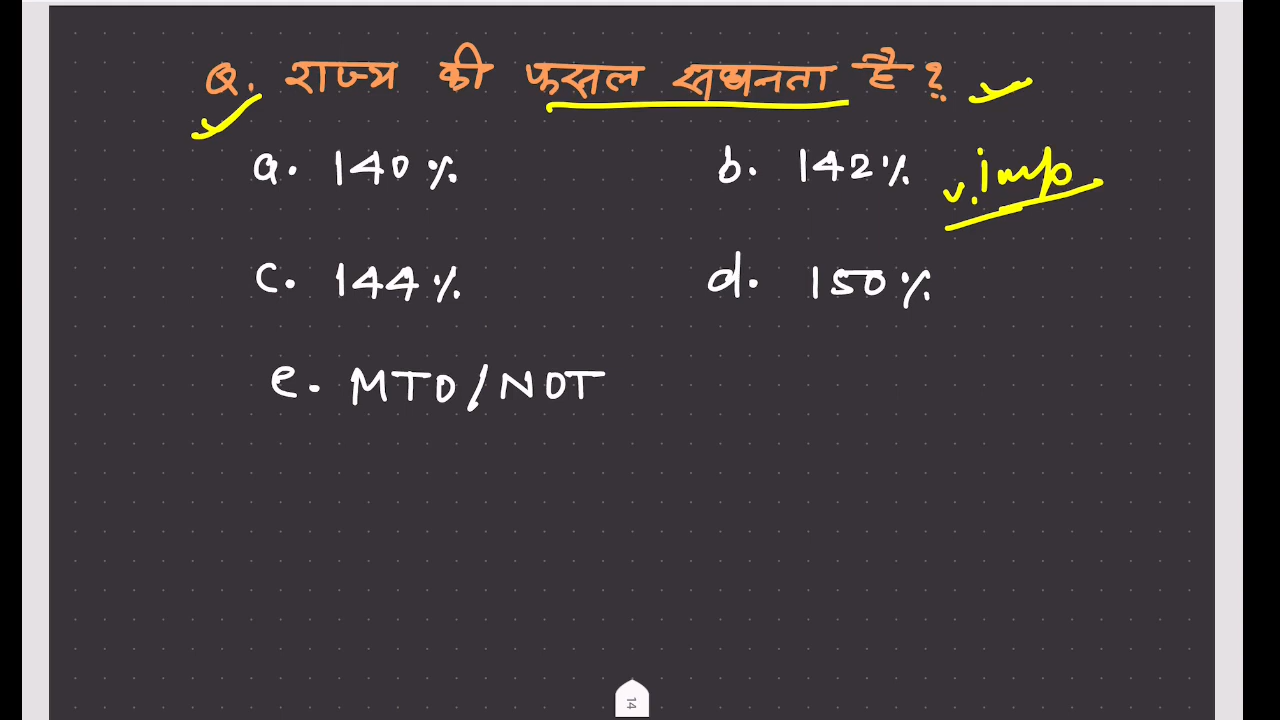 Q. राज्य की फसल सघनता है?
a. 140% b. 142% v.imp
c. 144% d. 150%
e. MTO/NOT
14